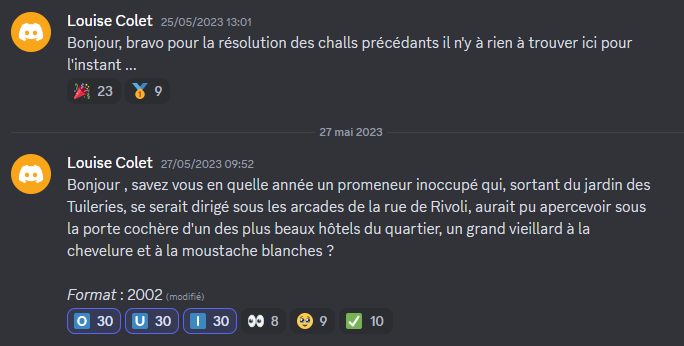 Louise Colet 25/05/2023 13:01
Bonjour, bravo pour la résolution des challs précédants il n'y à rien à trouver ici pour
l'instant ...
🎉 23 🥇 9
27 mai 2023
Louise Colet 27/05/2023 09:52
Bonjour , savez vous en quelle année un promeneur inoccupé qui, sortant du jardin des
Tuileries, se serait dirigé sous les arcades de la rue de Rivoli, aurait pu apercevoir sous
la porte cochère d'un des plus beaux hôtels du quartier, un grand vieillard à la
chevelure et à la moustache blanches ?
Format : 2002 (modifié)
O 30 U 30 I 30 👀 8 🥹 9 ✅ 10